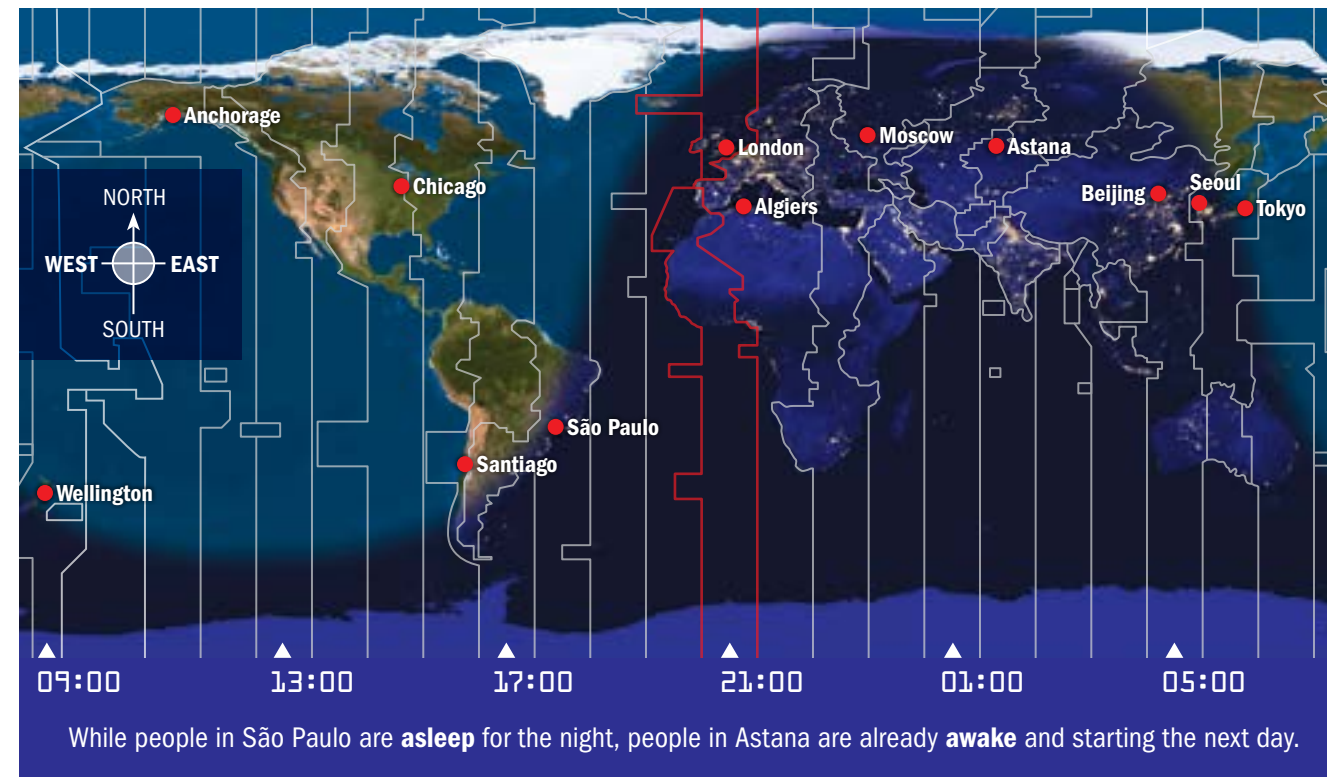 Anchorage
Chicago
London
Moscow
Astana
Algiers
Beijing
Seoul
Tokyo
NORTH
WEST
EAST
SOUTH
São Paulo
Santiago
Wellington
09:00
13:00
17:00
21:00
01:00
05:00
While people in São Paulo are asleep for the night, people in Astana are already awake and starting the next day.